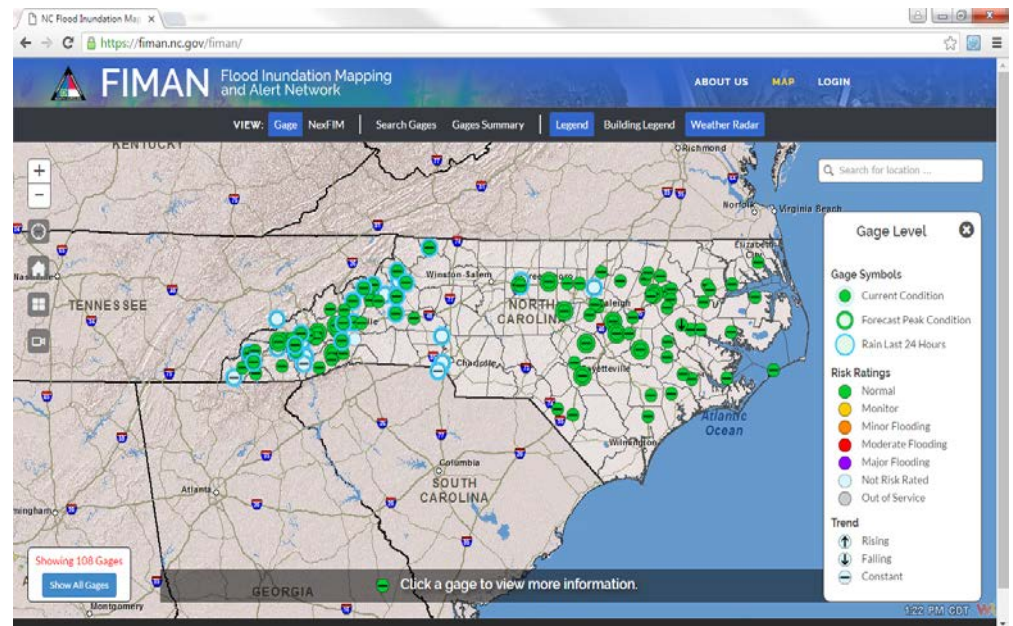 NC Flood Inundation Ma
https://fiman.nc.gov/fiman/
FIMAN
Flood Inundation Mapping
and Alert Network
ABOUT US MAP LOGIN
VIEW: Gage NexFIM Search Gages Gages Summary Legend Building Legend Weather Radar
KENTUCKY
Richmond
Search for location ...
Norfolk
Virginia Beach
Elizabeth
City
Winston-Salem
TENNESSEE
NORTH
CAROLINA
Charlotte
Atlantic
Ocean
Wilmington
Columbia
SOUTH
CAROLINA
Atlanta
GEORGIA
Montgomery
Gage Level
Gage Symbols
Current Condition
Forecast Peak Condition
Rain Last 24 Hours
Risk Ratings
Normal
Monitor
Minor Flooding
Moderate Flooding
Major Flooding
Not Risk Rated
Out of Service
Trend
Rising
Falling
Constant
Showing 108 Gages
Show All Gages
Click a gage to view more information.
1:22 PM CDT